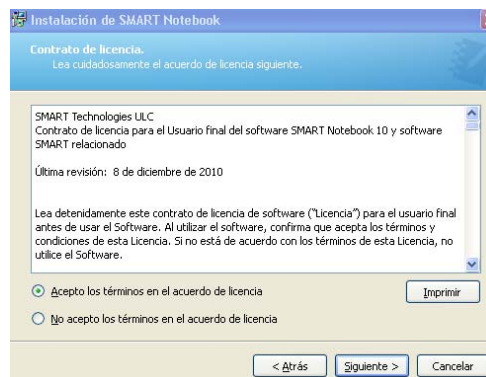 Instalación de SMART Notebook
Contrato de licencia.
Lea cuidadosamente el acuerdo de licencia siguiente.
SMART Technologies ULC
Contrato de licencia para el Usuario final del software SMART Notebook 10 y software
SMART relacionado
Última revisión: 8 de diciembre de 2010
Lea detenidamente este contrato de licencia de software ("Licencia") para el usuario final
antes de usar el Software. Al utilizar el software, confirma que acepta los términos y
condiciones de esta Licencia. Si no está de acuerdo con los términos de esta Licencia, no
utilice el Software.
Acepto los términos en el acuerdo de licencia
Imprimir
No acepto los términos en el acuerdo de licencia
< Atrás Siguiente > Cancelar